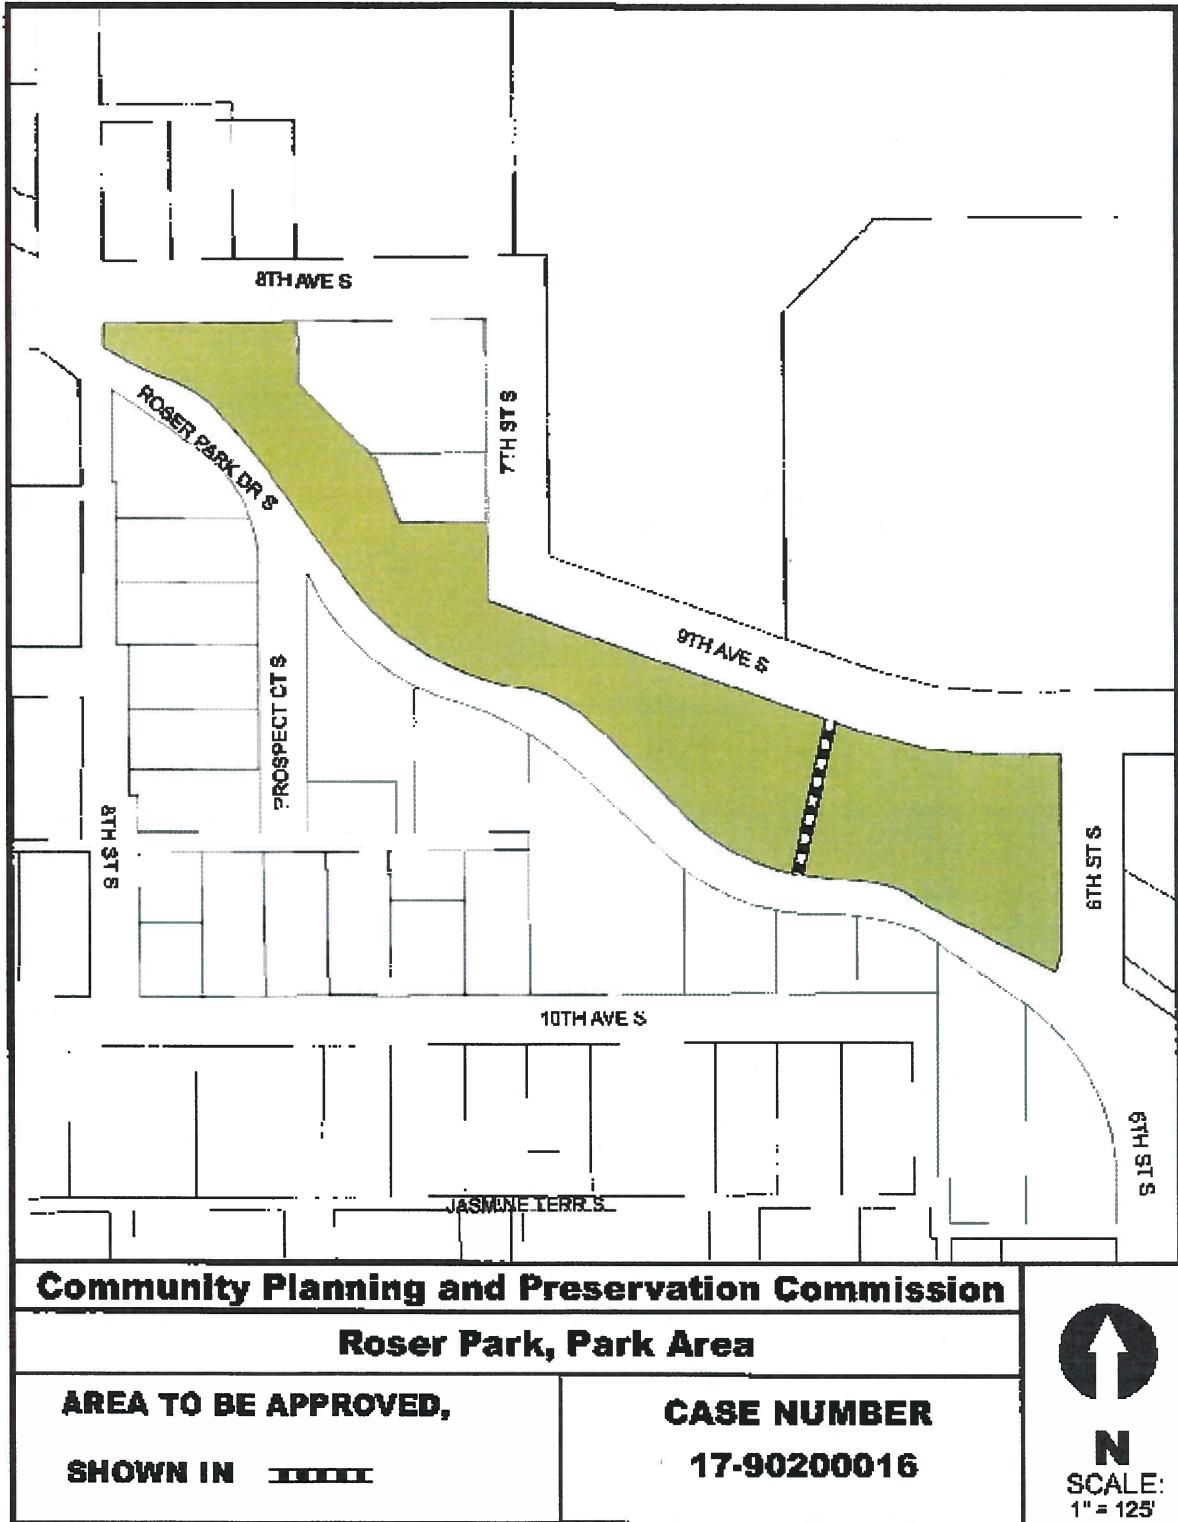 8TH AVE S
ROSER PARK DR S
7TH ST S
9TH AVE S
PROSPECT CT S
8TH ST S
6TH ST S
10TH AVE S
6TH ST S
JASMINE TERR S
Community Planning and Preservation Commission
Roser Park, Park Area
AREA TO BE APPROVED,
SHOWN IN
CASE NUMBER
17-90200016
N
SCALE:
1" = 125'